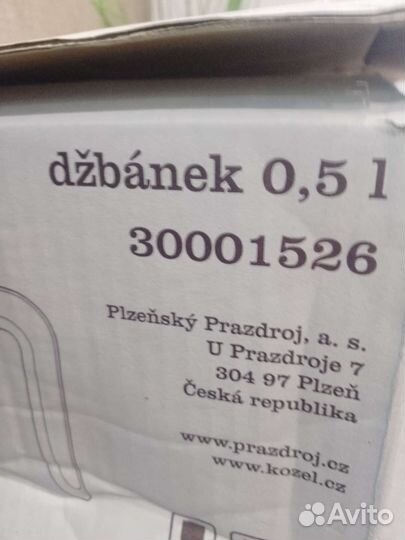 džbánek 0,5 l
30001526
Plzeňský Prazdroj, a. s.
U Prazdroje 7
304 97 Plzeň
Česká republika
www.prazdroj.cz
www.kozel.cz
Avito